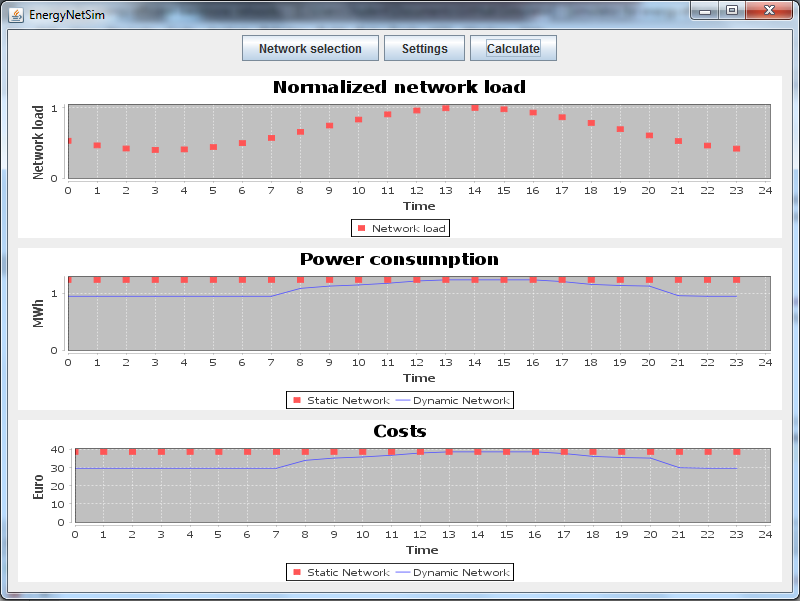 EnergyNetSim
Network selection Settings Calculate
Normalized network load
Network load
1
0
0 1 2 3 4 5 6 7 8 9 10 11 12 13 14 15 16 17 18 19 20 21 22 23 24
Time
Network load
Power consumption
MWh
1
0
0 1 2 3 4 5 6 7 8 9 10 11 12 13 14 15 16 17 18 19 20 21 22 23 24
Time
Static Network Dynamic Network
Costs
Euro
40
30
20
10
0
0 1 2 3 4 5 6 7 8 9 10 11 12 13 14 15 16 17 18 19 20 21 22 23 24
Time
Static Network Dynamic Network